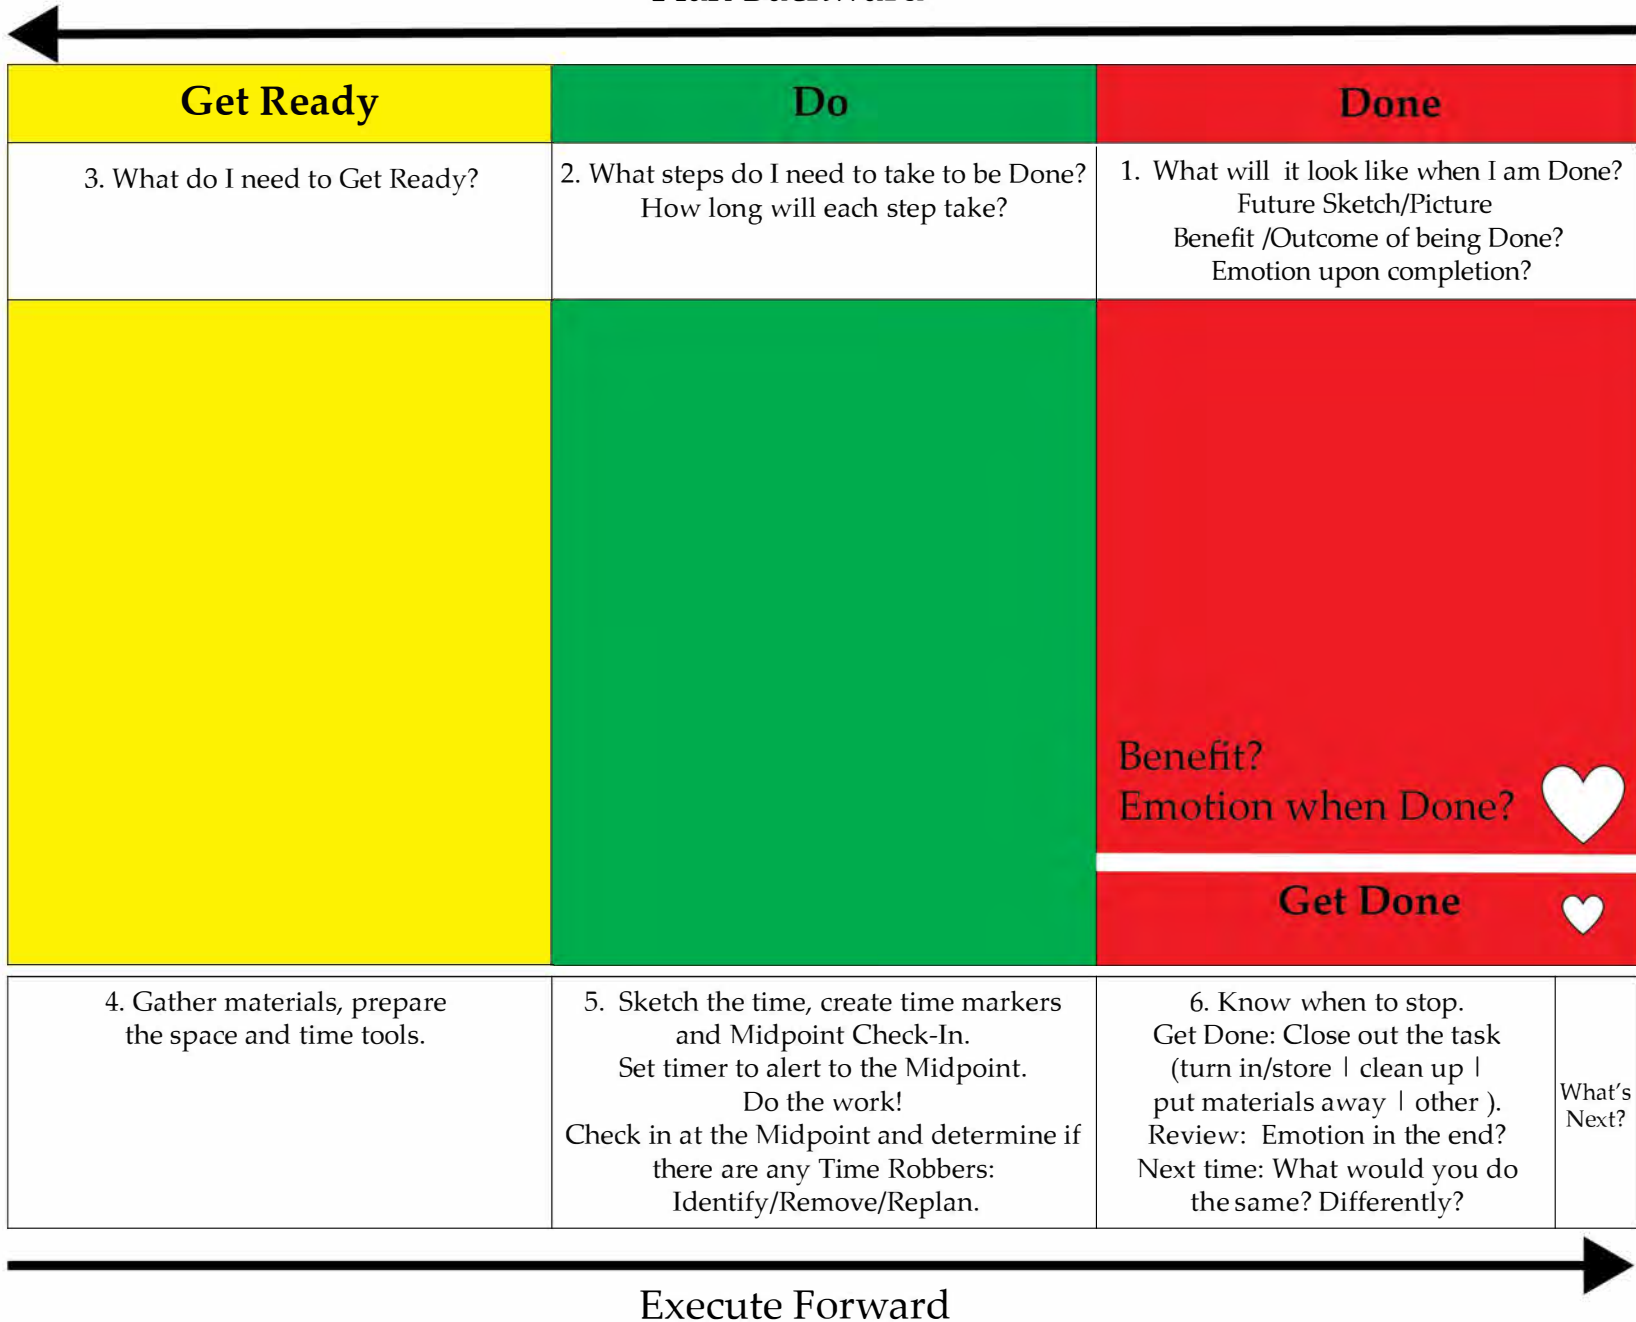 Get Ready
Do
Done
3. What do I need to Get Ready?
2. What steps do I need to take to be Done?
How long will each step take?
1. What will it look like when I am Done?
Future Sketch/Picture
Benefit /Outcome of being Done?
Emotion upon completion?
Benefit?
Emotion when Done?
Get Done
4. Gather materials, prepare
the space and time tools.
5. Sketch the time, create time markers
and Midpoint Check-In.
Set timer to alert to the Midpoint.
Do the work!
Check in at the Midpoint and determine if
there are any Time Robbers:
Identify/Remove/Replan.
6. Know when to stop.
Get Done: Close out the task
(turn in/store | clean up |
put materials away | other ).
Review: Emotion in the end?
Next time: What would you do
the same? Differently?
What's
Next?
Execute Forward